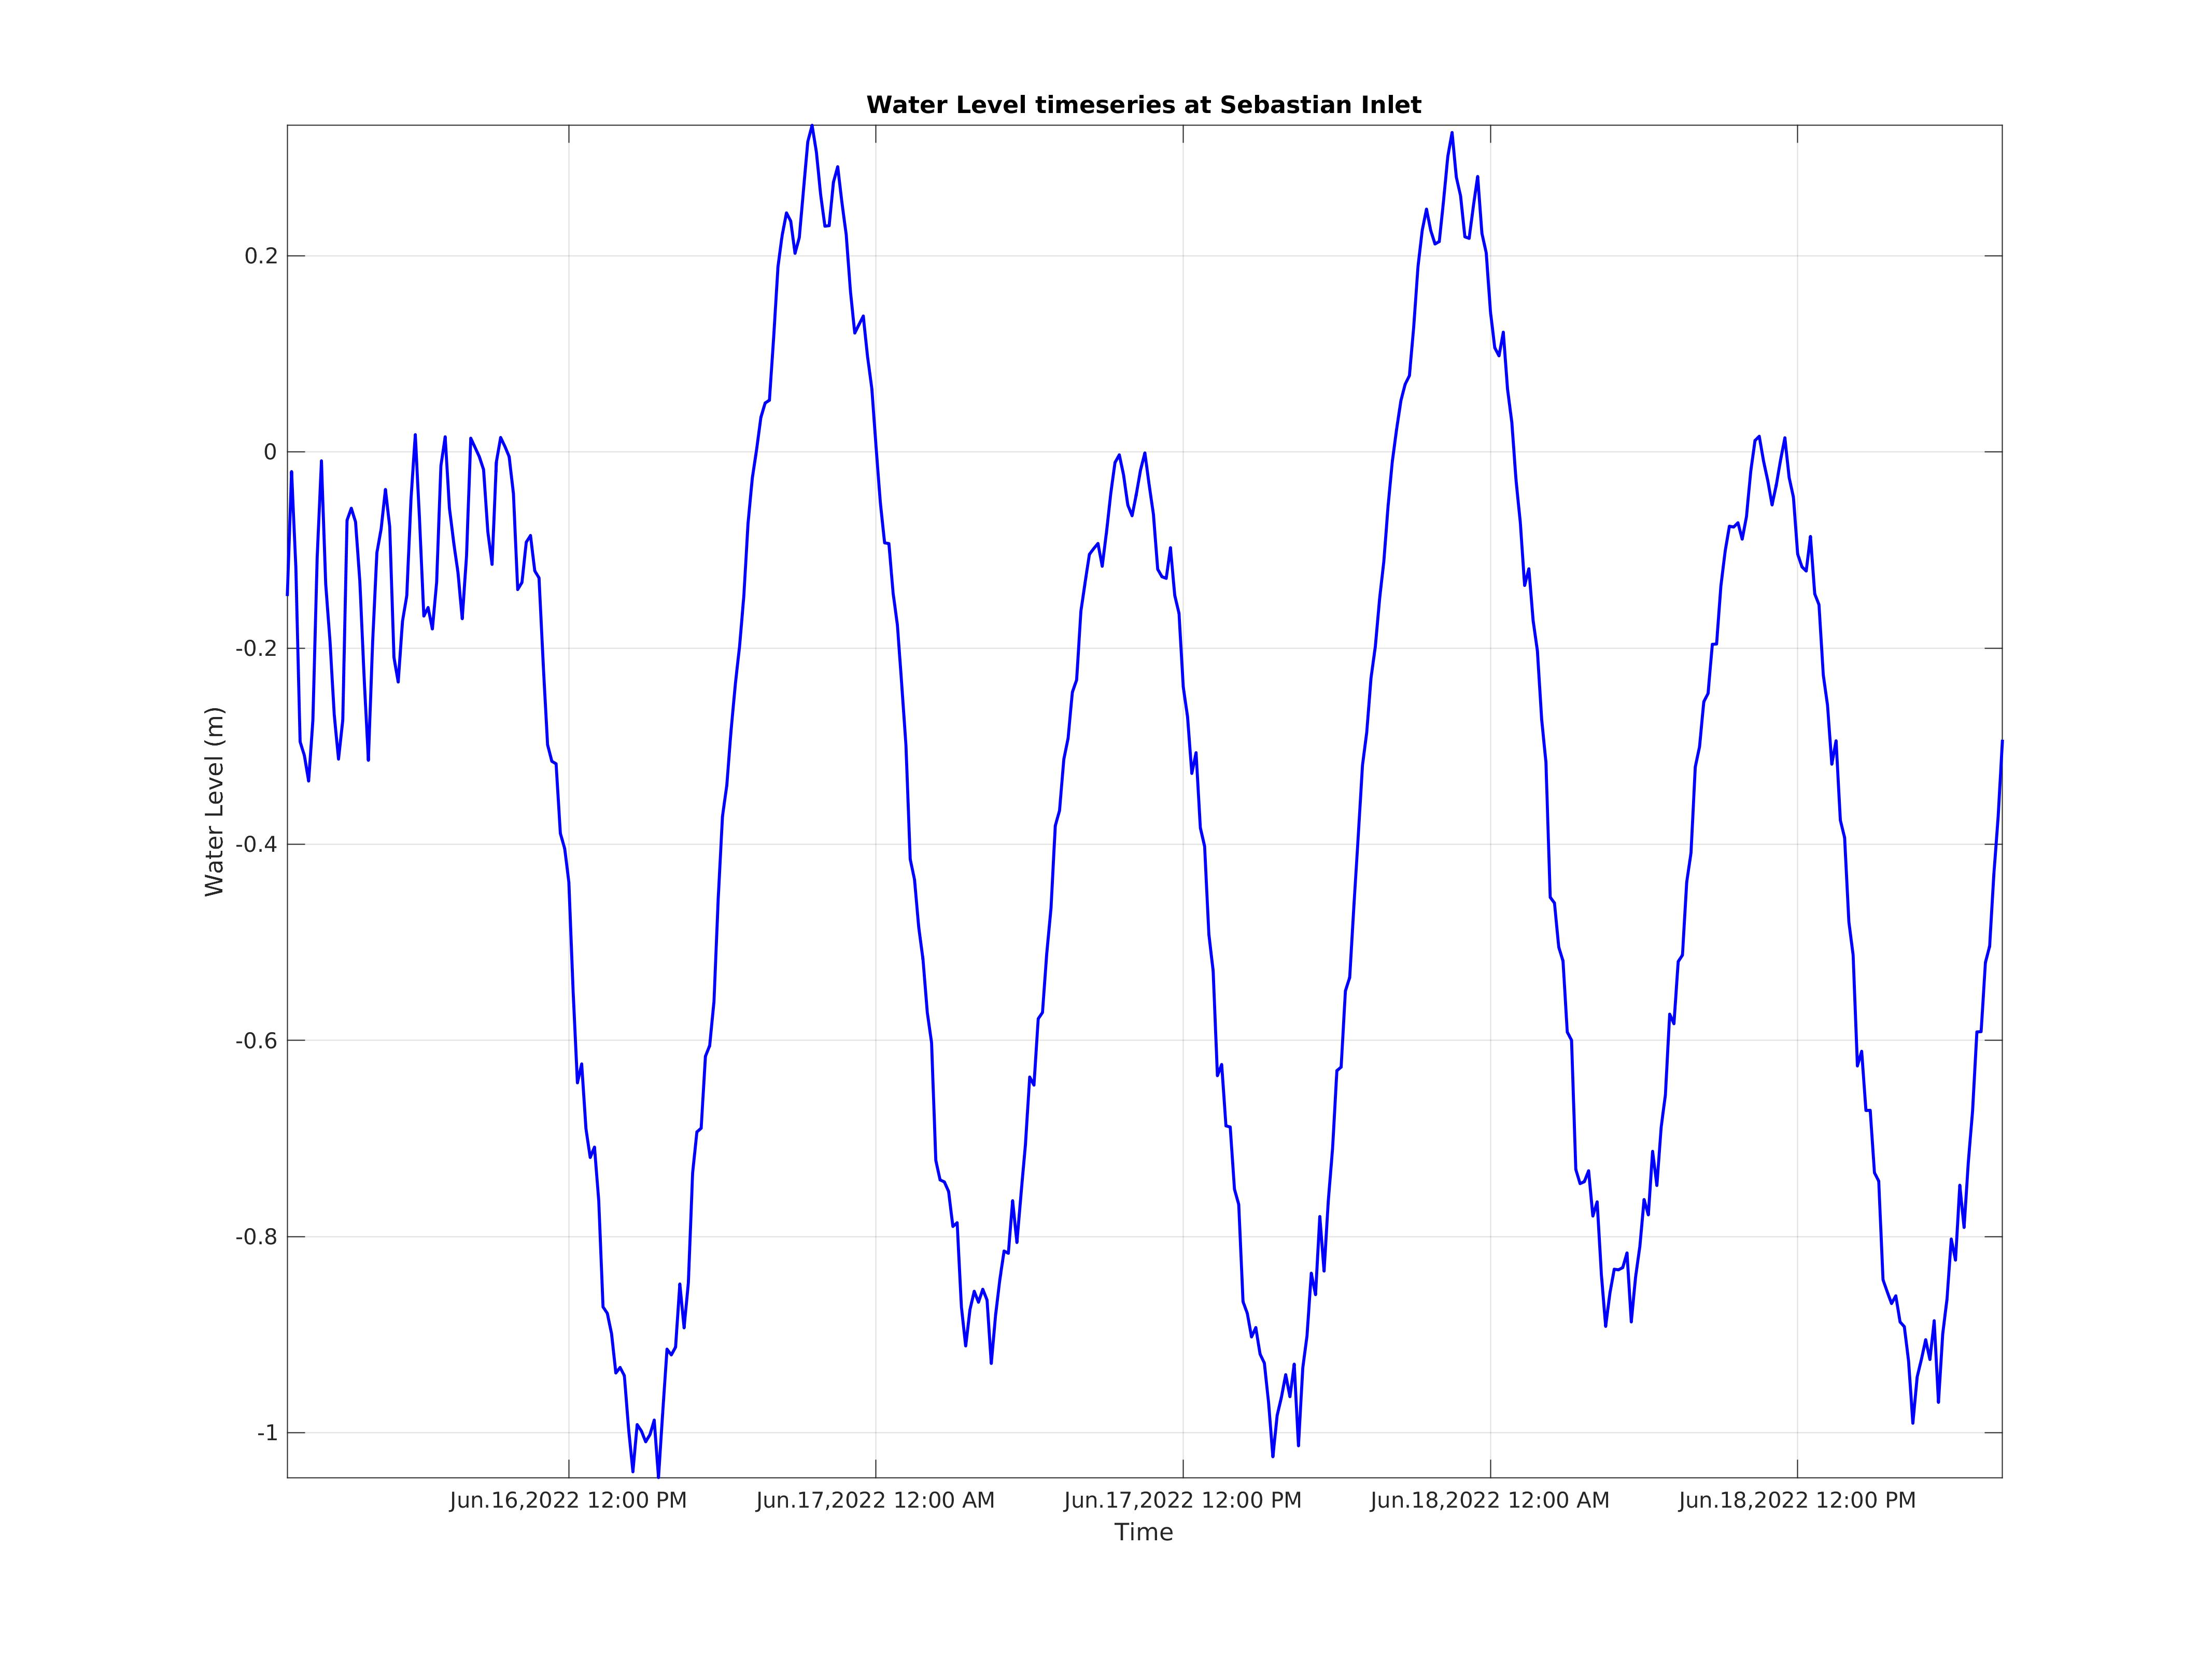 Water Level timeseries at Sebastian Inlet
0.2
0
-0.2
-0.4
-0.6
-0.8
-1
Water Level (m)
Jun.16,2022 12:00 PM
Jun.17,2022 12:00 AM
Jun.17,2022 12:00 PM
Jun.18,2022 12:00 AM
Jun.18,2022 12:00 PM
Time